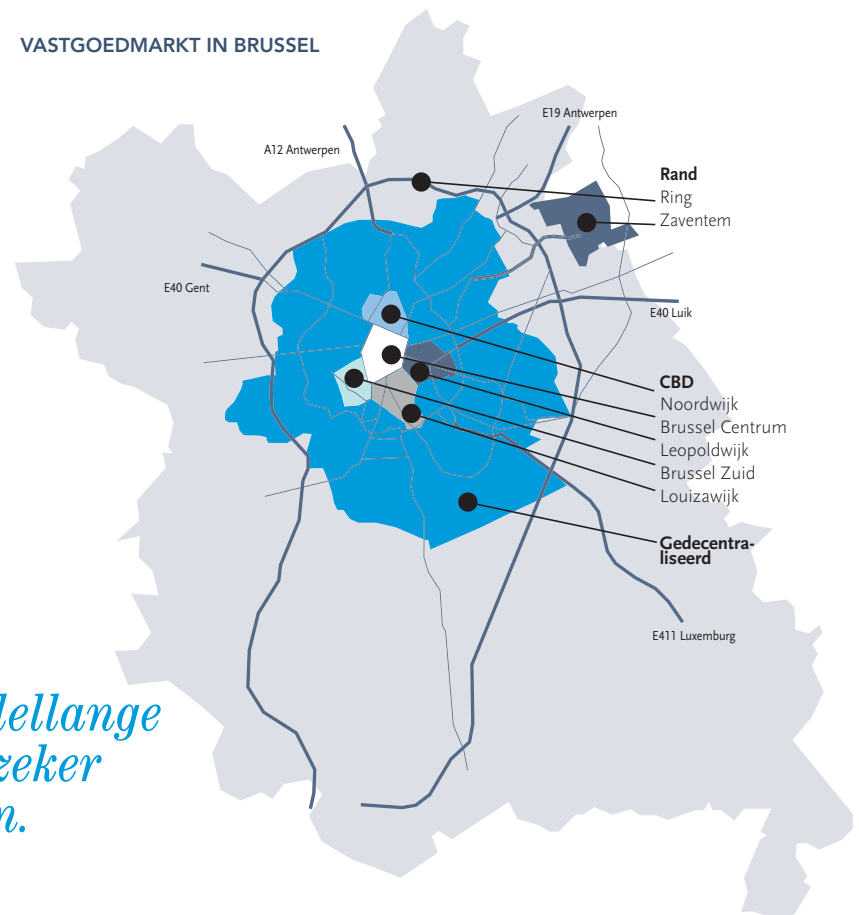 VASTGOEDMARKT IN BRUSSEL
E19 Antwerpen
A12 Antwerpen
Rand
Ring
Zaventem
E40 Gent
E40 Luik
CBD
Noordwijk
Brussel Centrum
Leopoldwijk
Brussel Zuid
Louizawijk
Gedecentra-
liseerd
E411 Luxemburg
zeker